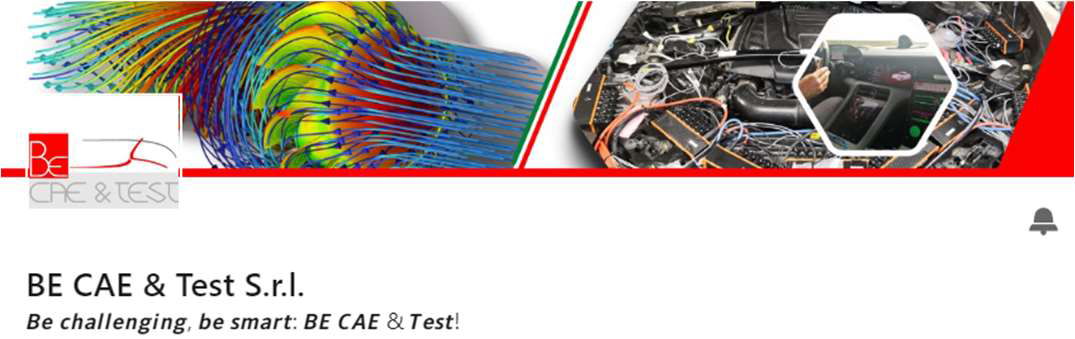 BE
CAE & TEST
BE CAE & Test S.r.l.
Be challenging, be smart: BE CAE & Test!